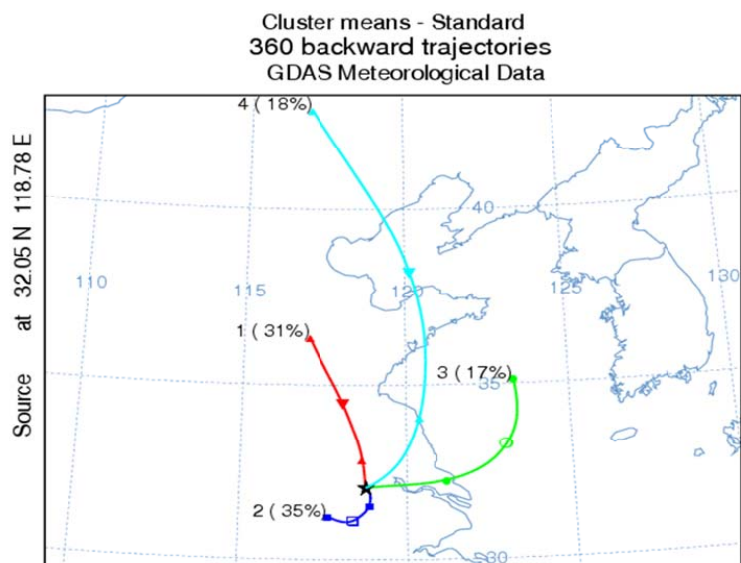 Cluster means - Standard
360 backward trajectories
GDAS Meteorological Data
Source at 32.05 N 118.78 E
4 ( 18%)
40
110
115
120
125
130
1 ( 31%)
3 ( 17%)
35
2 ( 35%)
30